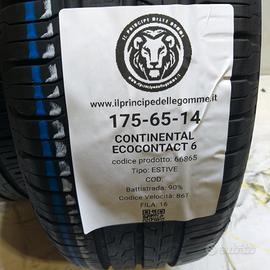 IL PRINCIPE DELLE GOMME
www.ilprincipedellegomme.it
175-65-14
CONTINENTAL
ECOCONTACT 6
codice prodotto: 66865
Tipo: ESTIVE
COD:
Battistrada: 90%
Codice Velocità: 86T
FILA: 16
subito